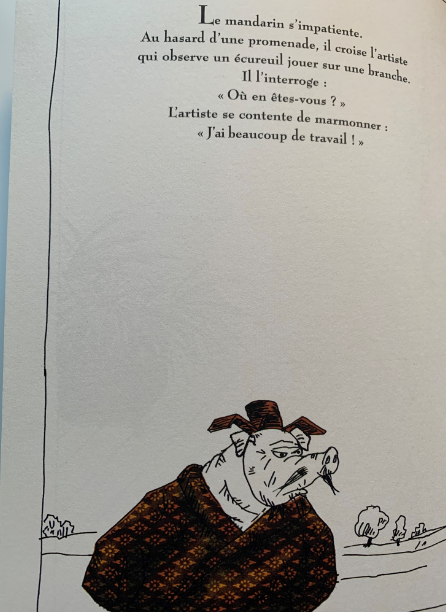 Le mandarin s'impatiente.
Au hasard d'une promenade, il croise l'artiste
qui observe un écureuil jouer sur une branche.
Il l'interroge :
« Où en êtes-vous ? »
L'artiste se contente de marmonner :
« J'ai beaucoup de travail ! »